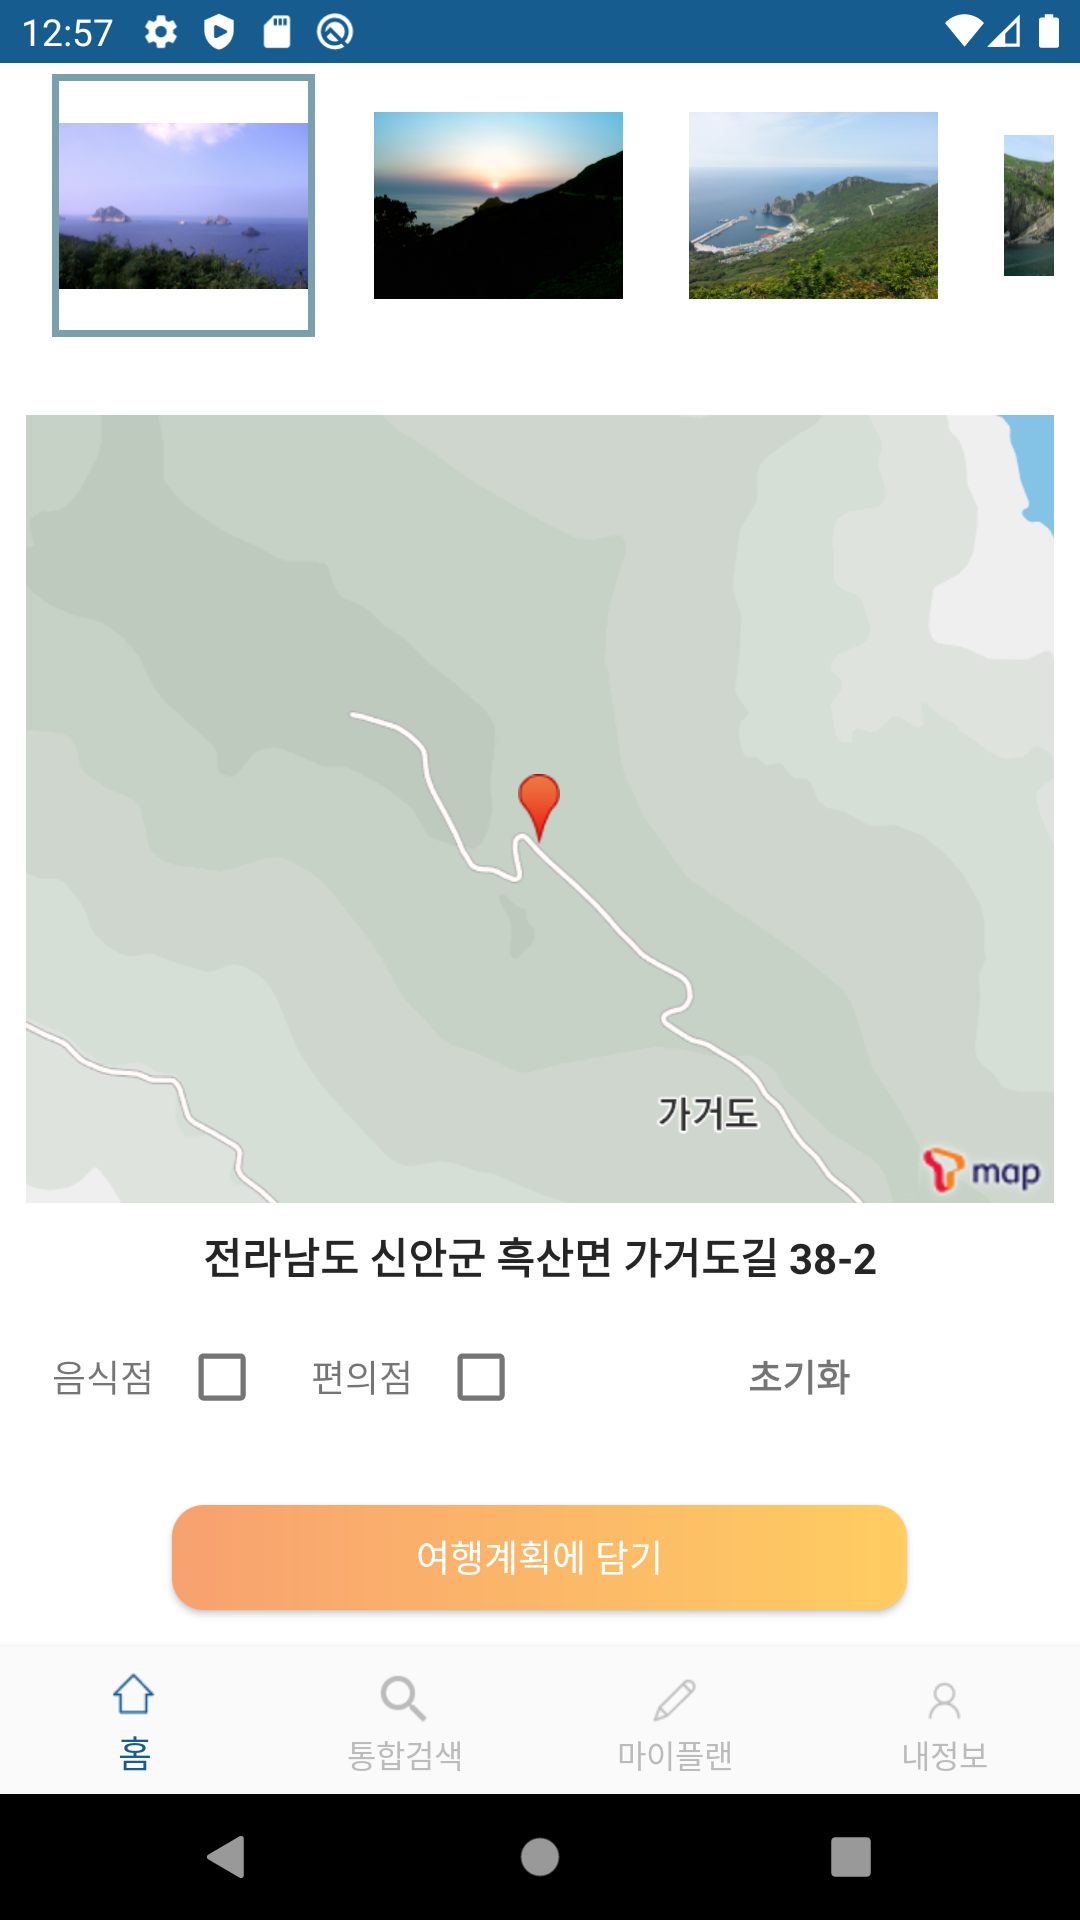 12:57
가거도
map
전라남도 신안군 흑산면 가거도길 38-2
음식점 편의점 초기화
여행계획에 담기
홈 통합검색 마이플랜 내정보